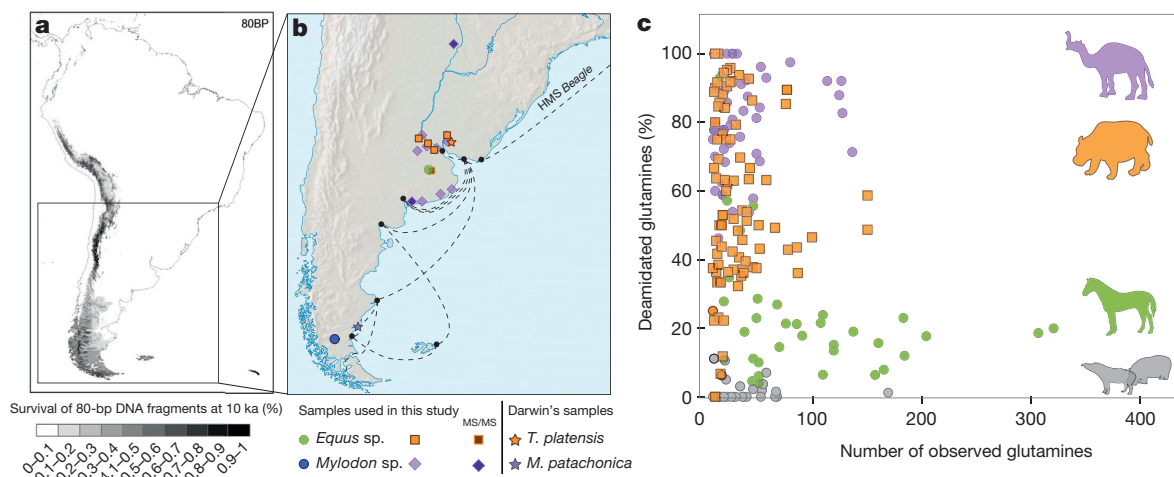 a
80BP
Survival of 80-bp DNA fragments at 10 ka (%)
0–0.1
0.1–0.2
0.2–0.3
0.3–0.4
0.4.1–0.5
0.5–0.6
0.6–0.7
0.7–0.8
0.8–0.9
0.9–1
b
HMS Beagle
Samples used in this study
MS/MS
Equus sp.
Mylodon sp.
Darwin's samples
T. platensis
M. patachonica
c
Deamidated glutamines (%)
100
80
60
40
20
0
0
100
200
300
400
Number of observed glutamines